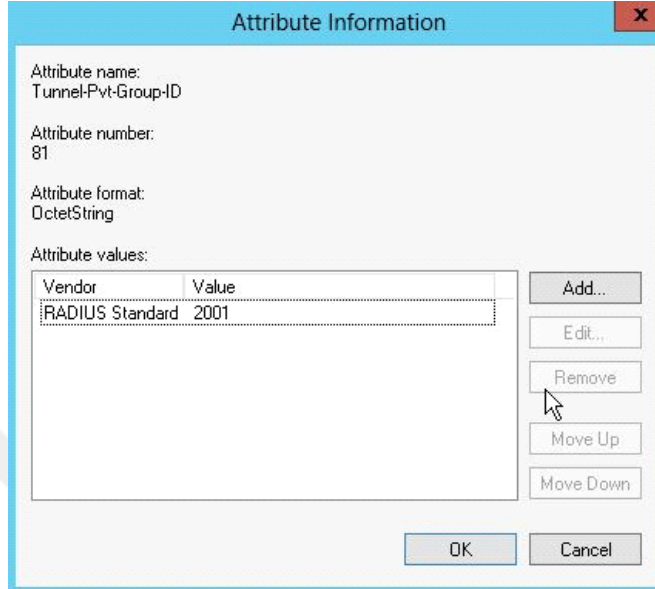 Attribute Information
x
Attribute name:
Tunnel-Pvt-Group-ID
Attribute number:
81
Attribute format:
OctetString
Attribute values:
Vendor Value
RADIUS Standard 2001
Add...
Edit...
Remove
Move Up
Move Down
OK Cancel